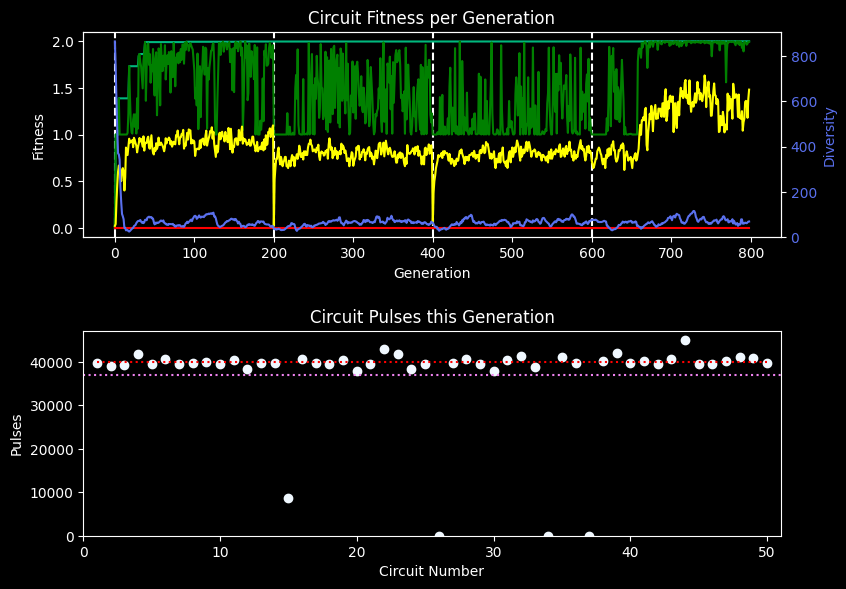 Circuit Fitness per Generation
2.0
1.5
1.0
0.5
0.0
Fitness
800
600
400
200
0
Diversity
0 100 200 300 400 500 600 700 800
Generation
Circuit Pulses this Generation
40000
30000
20000
10000
0
Pulses
0 10 20 30 40 50
Circuit Number